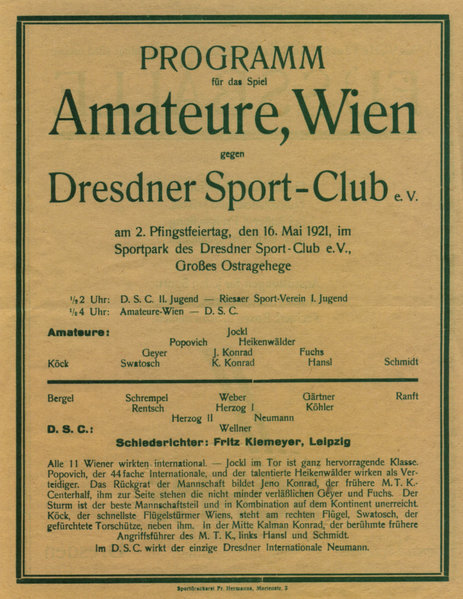 PROGRAMM
für das Spiel
Amateure, Wien
gegen
Dresdner Sport-Club e. V.
am 2. Pfingstfeiertag, den 16. Mai 1921, im
Sportpark des Dresdner Sport-Club e. V.,
Großes Ostragehege
½2 Uhr: D. S. C. II. Jugend — Riesaer Sport-Verein I. Jugend
½4 Uhr: Amateure-Wien — D. S. C.
Amateure: Jockl
Popovich Heikenwälder
Geyer J. Konrad Fuchs
Köck Swatosch K. Konrad Hansl Schmidt
Bergel Schrempel Weber Gärtner Ranft
Rentsch Herzog I Köhler
Herzog II Neumann
D. S. C.: Wellner
Schiedsrichter: Fritz Klemeyer, Leipzig
Alle 11 Wiener wirkten international. — Jockl im Tor ist ganz hervorragende Klasse.
Popovich, der 44 fache Internationale, und der talentierte Heikenwälder wirken als Ver-
teidiger. Das Rückgrat der Mannschaft bildet Jeno Konrad, der frühere M. T. K.-
Centerhalf, ihm zur Seite stehen die nicht minder verläßlichen Geyer und Fuchs. Der
Sturm ist der beste Mannschaftsteil und in Kombination auf dem Kontinent unerreicht.
Köck, der schnellste Flügelstürmer Wiens, steht am rechten Flügel, Swatosch, der
gefürchtete Torschütze, neben ihm. In der Mitte Kalman Konrad, der berühmte frühere
Angriffsführer des M. T. K., links Hansl und Schmidt.
Im D. S. C. wirkt der einzige Dresdner Internationale Neumann.
Sportdruckerei Fr. Hermanns, Marienstr. 3